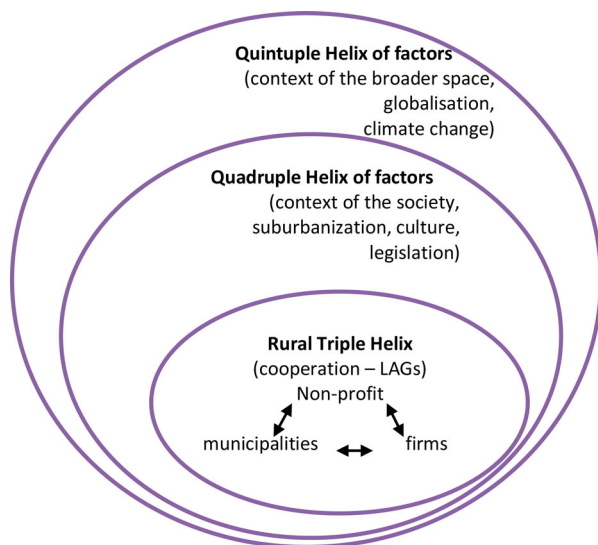 Quintuple Helix of factors
(context of the broader space,
globalisation,
climate change)
Quadruple Helix of factors
(context of the society,
suburbanization, culture,
legislation)
Rural Triple Helix
(cooperation – LAGs)
Non-profit
municipalities firms